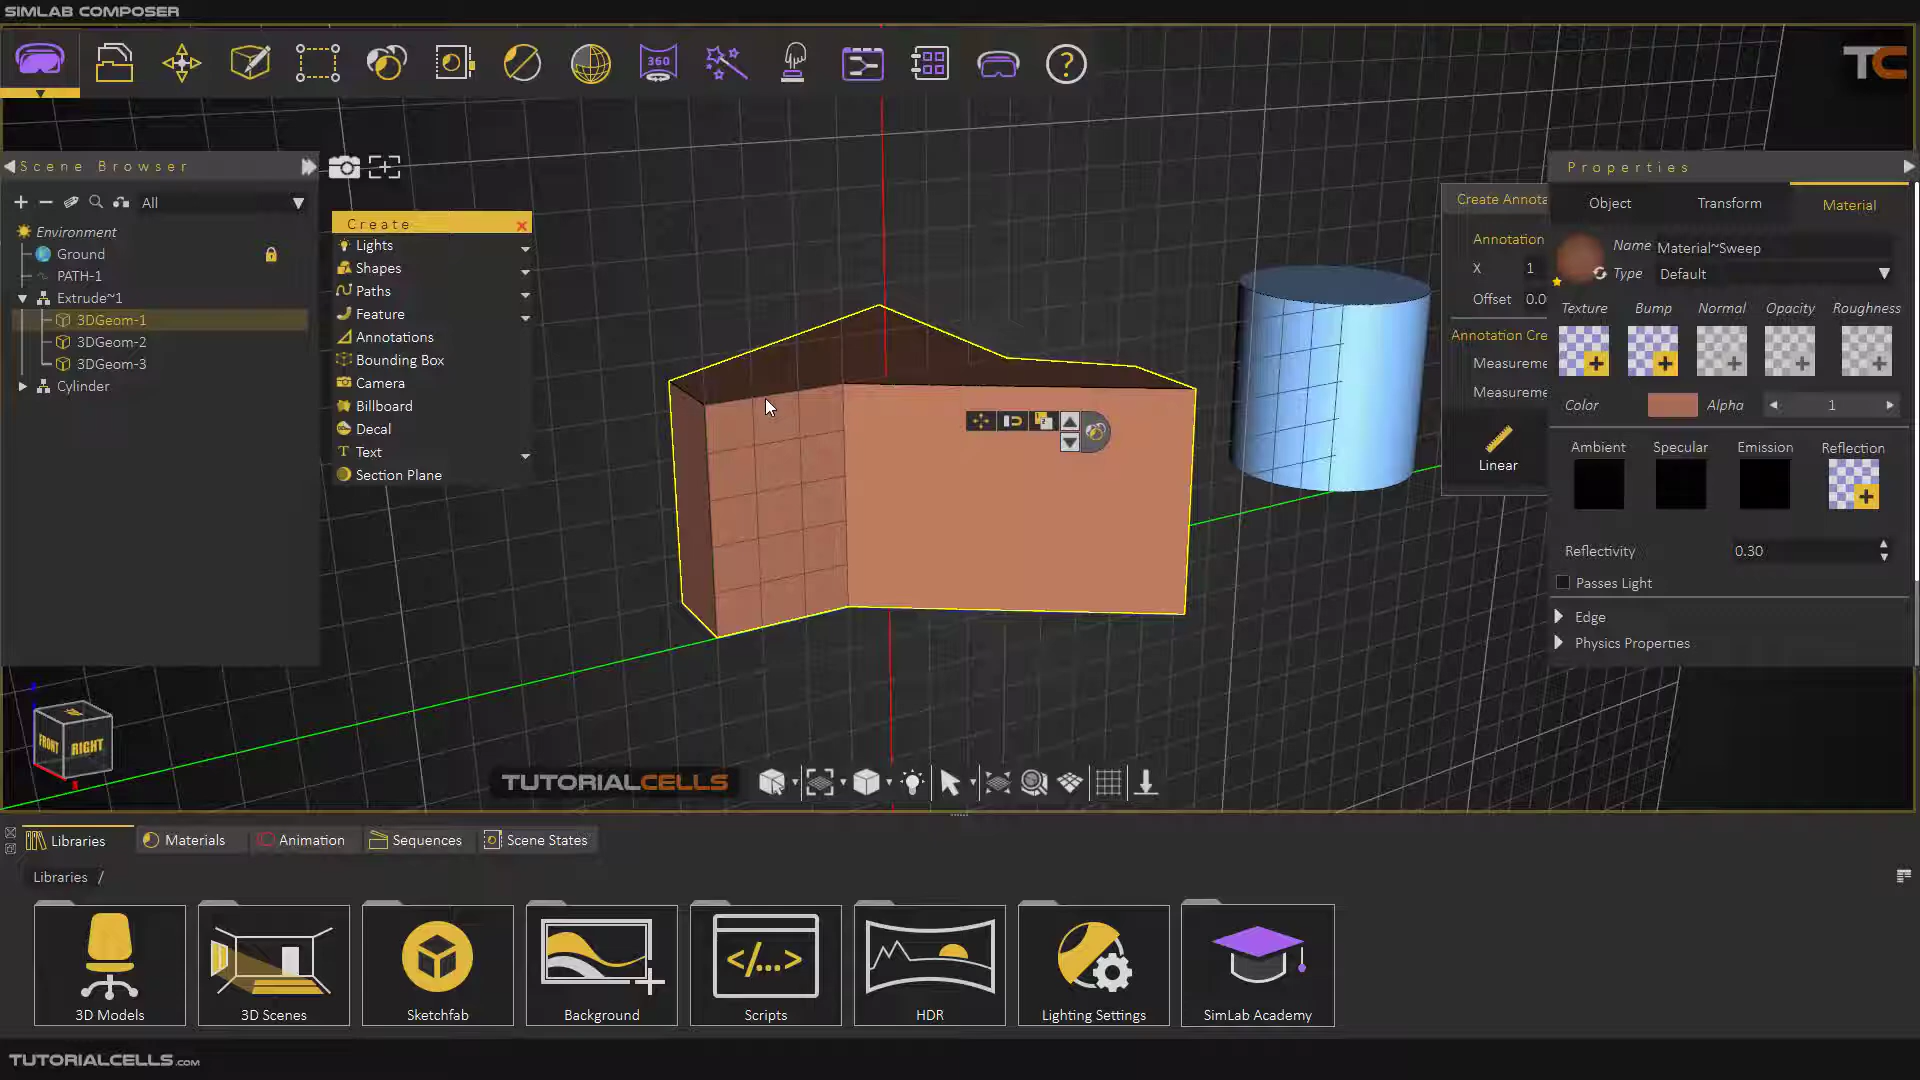 SIMLAB COMPOSER
360
?
TC
Scene Browser
All
Environment
Ground
PATH-1
Extrude~1
3DGeom-1
3DGeom-2
3DGeom-3
Cylinder
Create
Lights
Shapes
Paths
Feature
Annotations
Bounding Box
Camera
Billboard
Decal
Text
Section Plane
Create Annota
Annotation
X 1
Offset 0.0
Annotation Cre
Measureme
Measureme
Linear
Properties
Object Transform Material
Name Material~Sweep
Type Default
Texture Bump Normal Opacity Roughness
Color Alpha 1
Ambient Specular Emission Reflection
Reflectivity 0.30
Passes Light
Edge
Physics Properties
FRONT RIGHT
TUTORIALCELLS
Libraries Materials Animation Sequences Scene States
Libraries /
</...>
3D Models 3D Scenes Sketchfab Background Scripts HDR Lighting Settings SimLab Academy
TUTORIALCELLS.COM